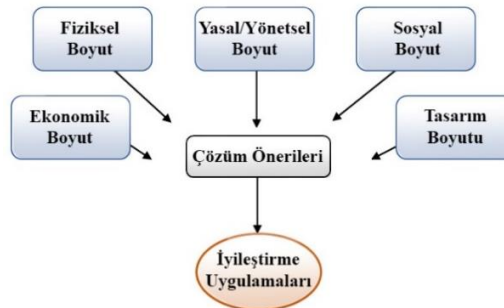 Fiziksel
Boyut
Yasal/Yönetsel
Boyut
Sosyal
Boyut
Ekonomik
Boyut
Çözüm Önerileri
Tasarım
Boyutu
İyileştirme
Uygulamaları